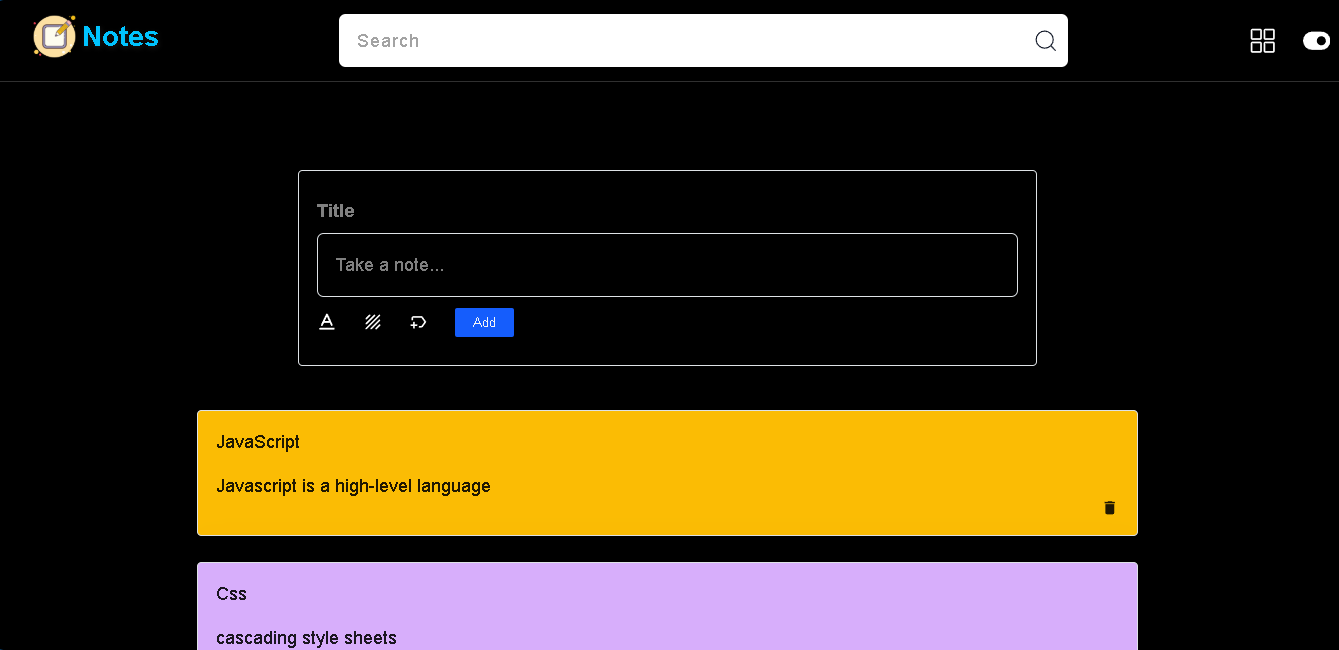 Notes
Search
Title
Take a note...
Add
JavaScript
Javascript is a high-level language
Css
cascading style sheets